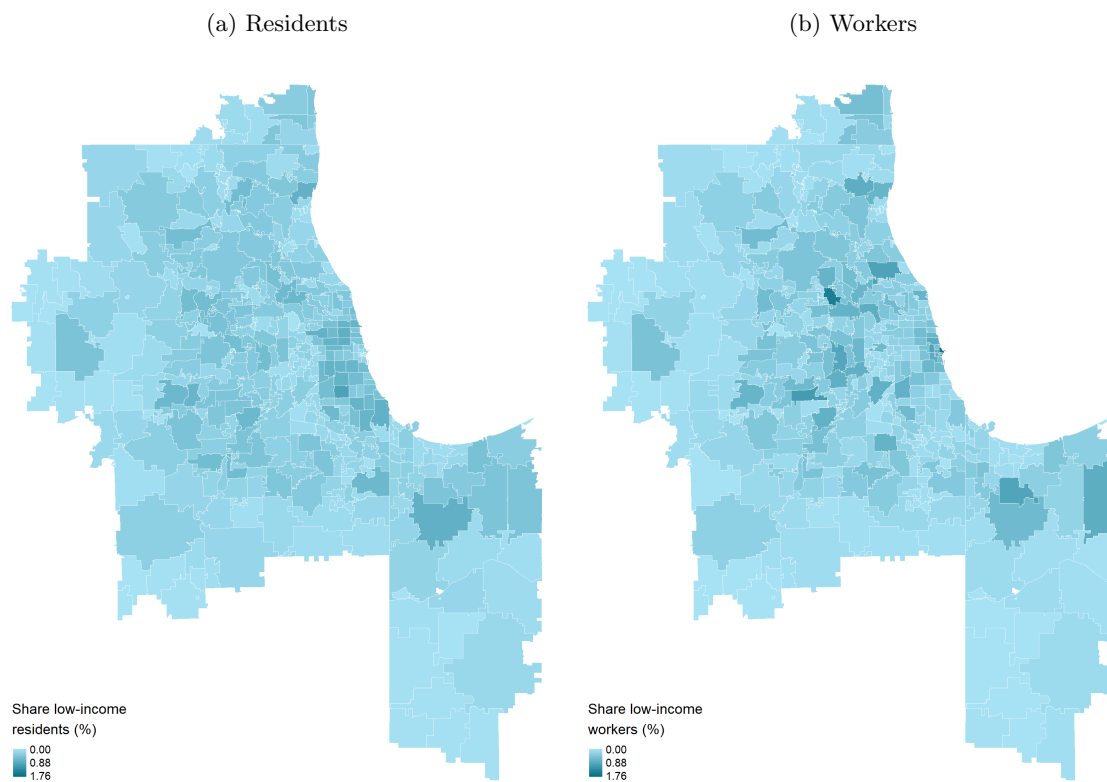 (a) Residents
(b) Workers
Share low-income
residents (%)
0.00
0.88
1.76
Share low-income
workers (%)
0.00
0.88
1.76